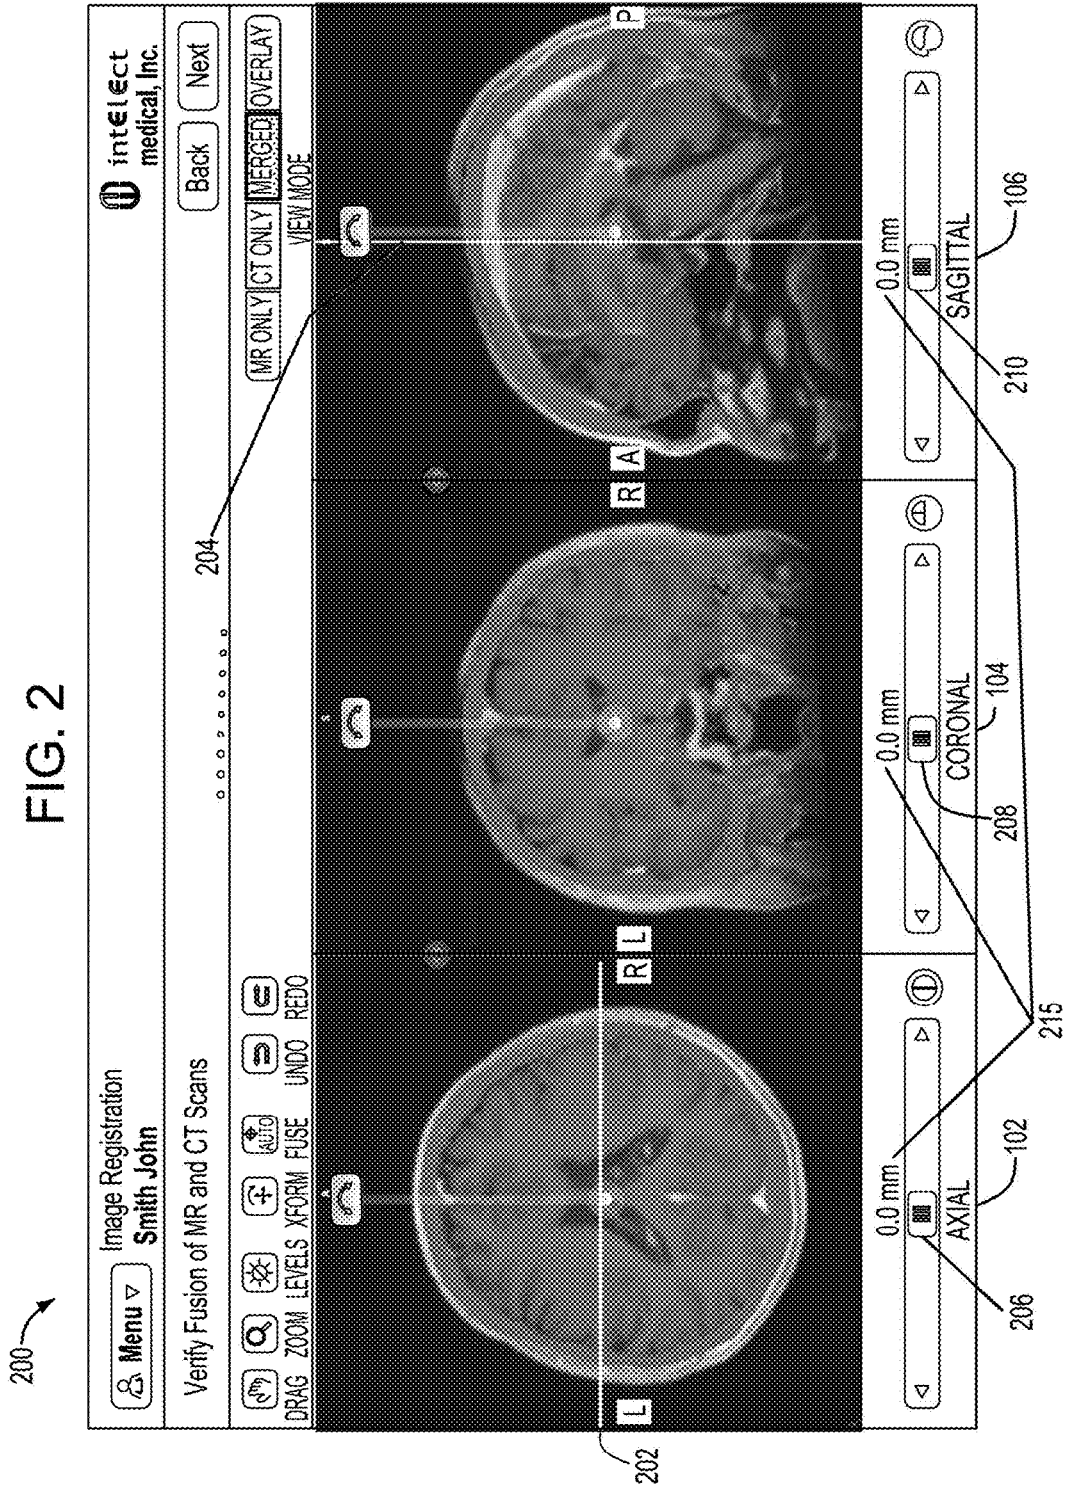 FIG. 2
200
Menu
Image Registration
Smith John
intelect
medical, Inc.
Verify Fusion of MR and CT Scans
Back
Next
DRAG
ZOOM
LEVELS
XFORM
AUTO
FUSE
UNDO
REDO
204
MR ONLY
CT ONLY
MERGED
OVERLAY
VIEW MODE
202
L
R
L
R
A
P
0.0 mm
0.0 mm
0.0 mm
AXIAL
CORONAL
SAGITTAL
206
102
208
104
210
106
215